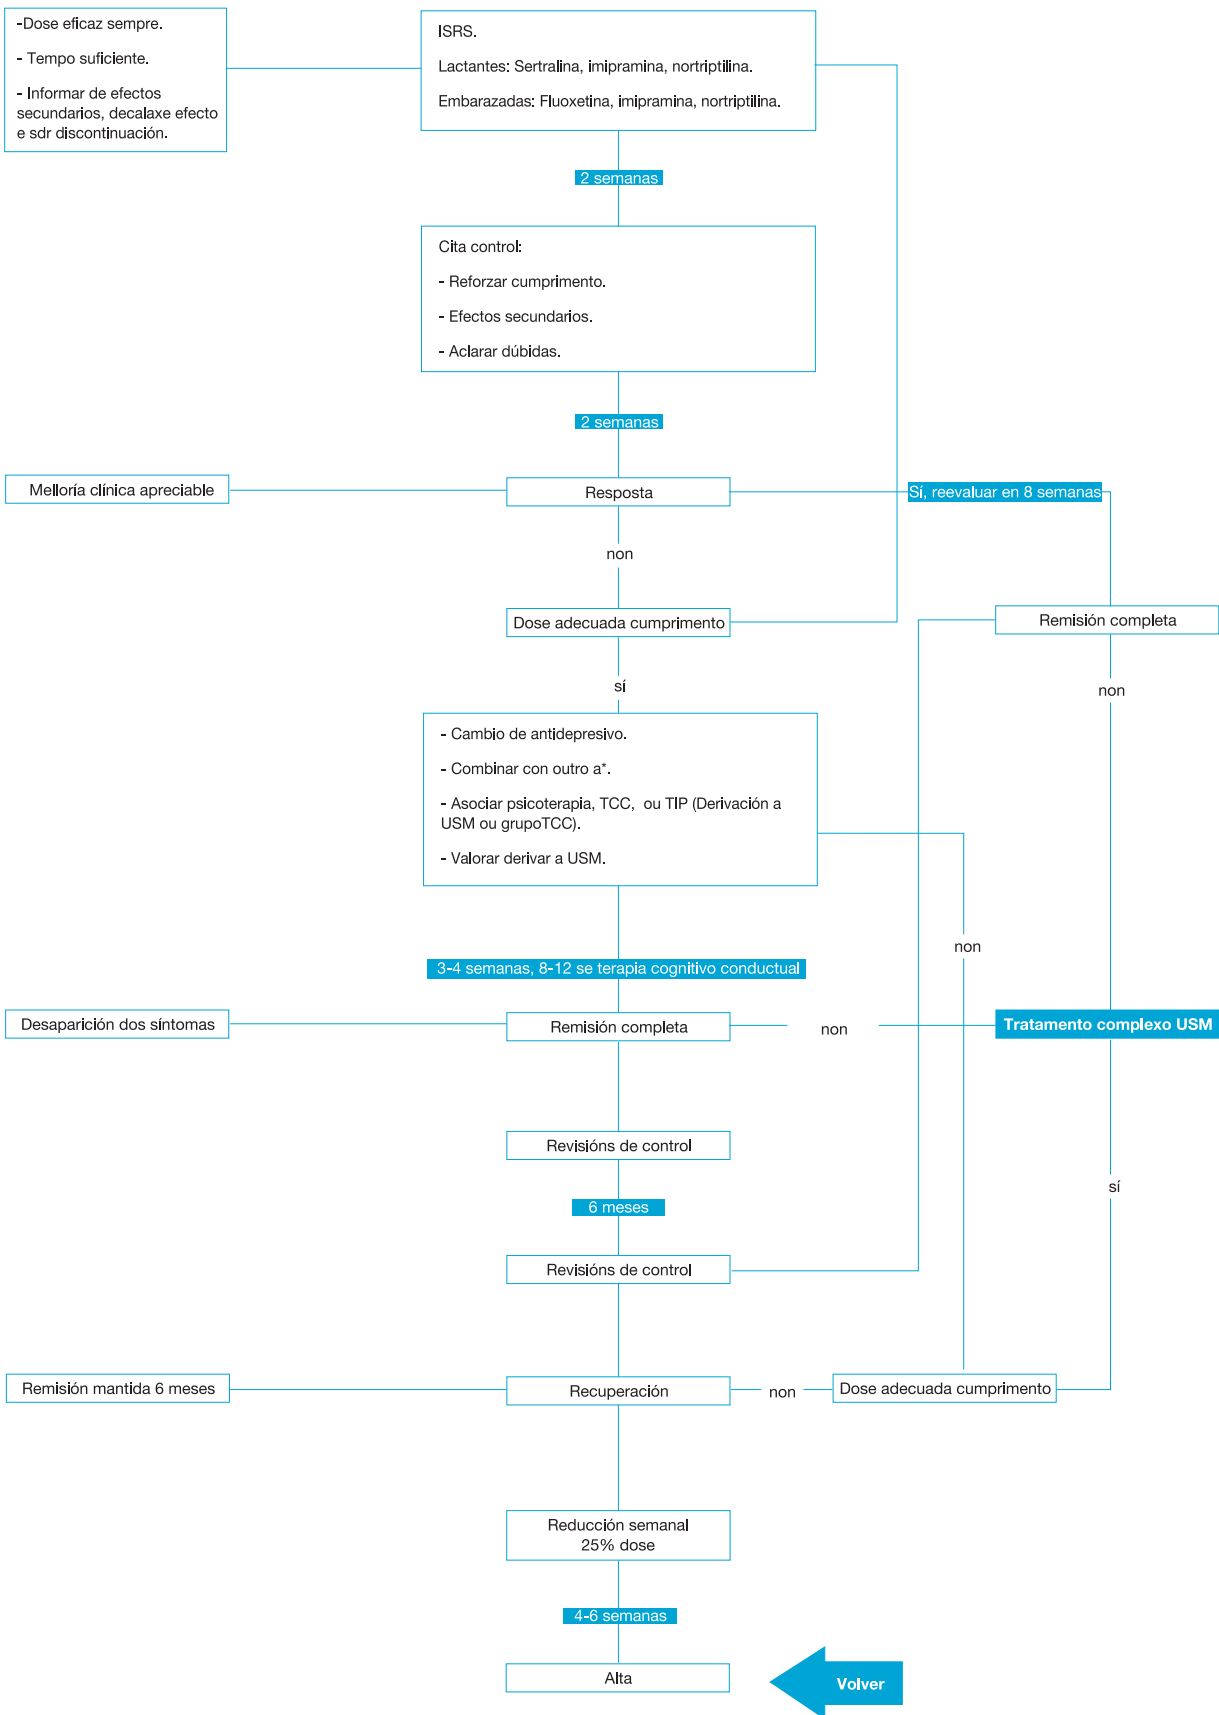 -Dose eficaz sempre.
- Tempo suficiente.
- Informar de efectos
secundarios, decalaxe efecto
e sdr discontinuación.
ISRS.
Lactantes: Sertralina, imipramina, nortriptilina.
Embarazadas: Fluoxetina, imipramina, nortriptilina.
2 semanas
Cita control:
- Reforzar cumprimento.
- Efectos secundarios.
- Aclarar dúbidas.
2 semanas
Melloría clínica apreciable
Resposta
Sí, reevaluar en 8 semanas
non
Dose adecuada cumprimento
Remisión completa
sí
non
- Cambio de antidepresivo.
- Combinar con outro a*.
- Asociar psicoterapia, TCC, ou TIP (Derivación a
USM ou grupoTCC).
- Valorar derivar a USM.
non
3-4 semanas, 8-12 se terapia cognitivo conductual
Desaparición dos síntomas
Remisión completa
non
Tratamento complexo USM
Revisións de control
sí
6 meses
Revisións de control
Remisión mantida 6 meses
Recuperación
non
Dose adecuada cumprimento
Reducción semanal
25% dose
4-6 semanas
Alta
Volver